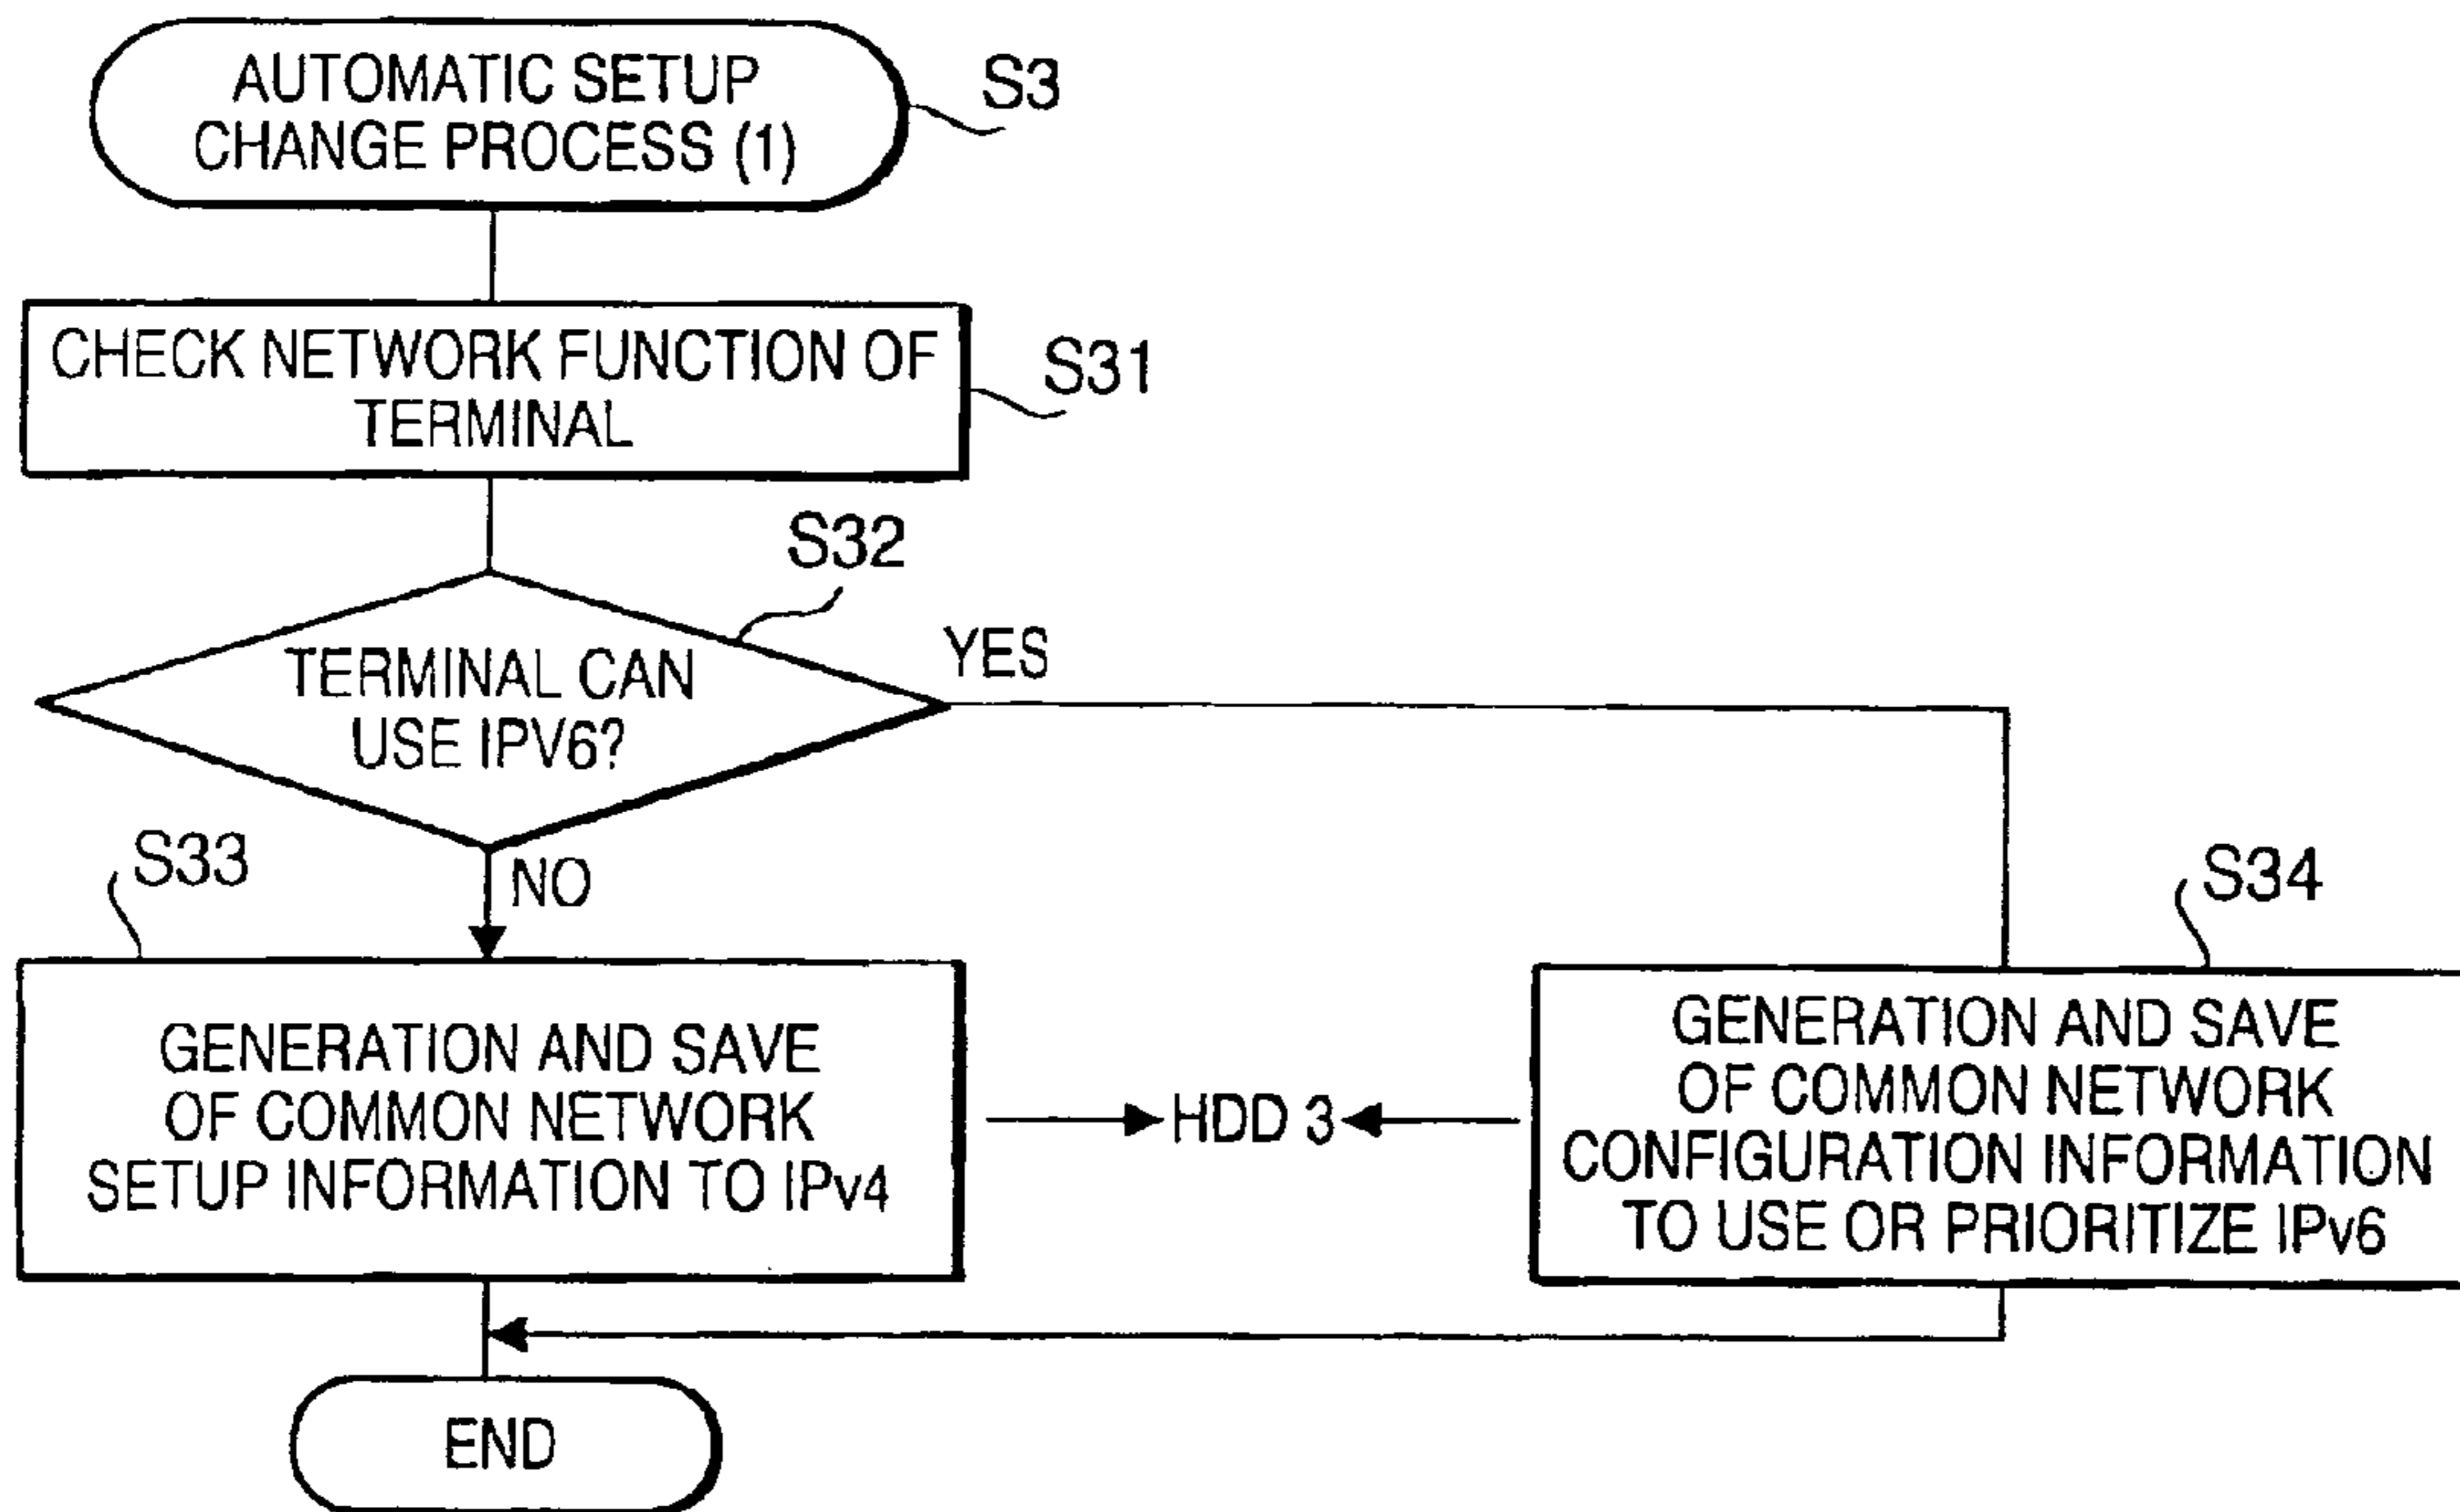 AUTOMATIC SETUP
CHANGE PROCESS (1)
S3
CHECK NETWORK FUNCTION OF
TERMINAL
S31
S32
TERMINAL CAN
USE IPV6?
YES
NO
S33
GENERATION AND SAVE
OF COMMON NETWORK
SETUP INFORMATION TO IPv4
HDD 3
S34
GENERATION AND SAVE
OF COMMON NETWORK
CONFIGURATION INFORMATION
TO USE OR PRIORITIZE IPv6
END